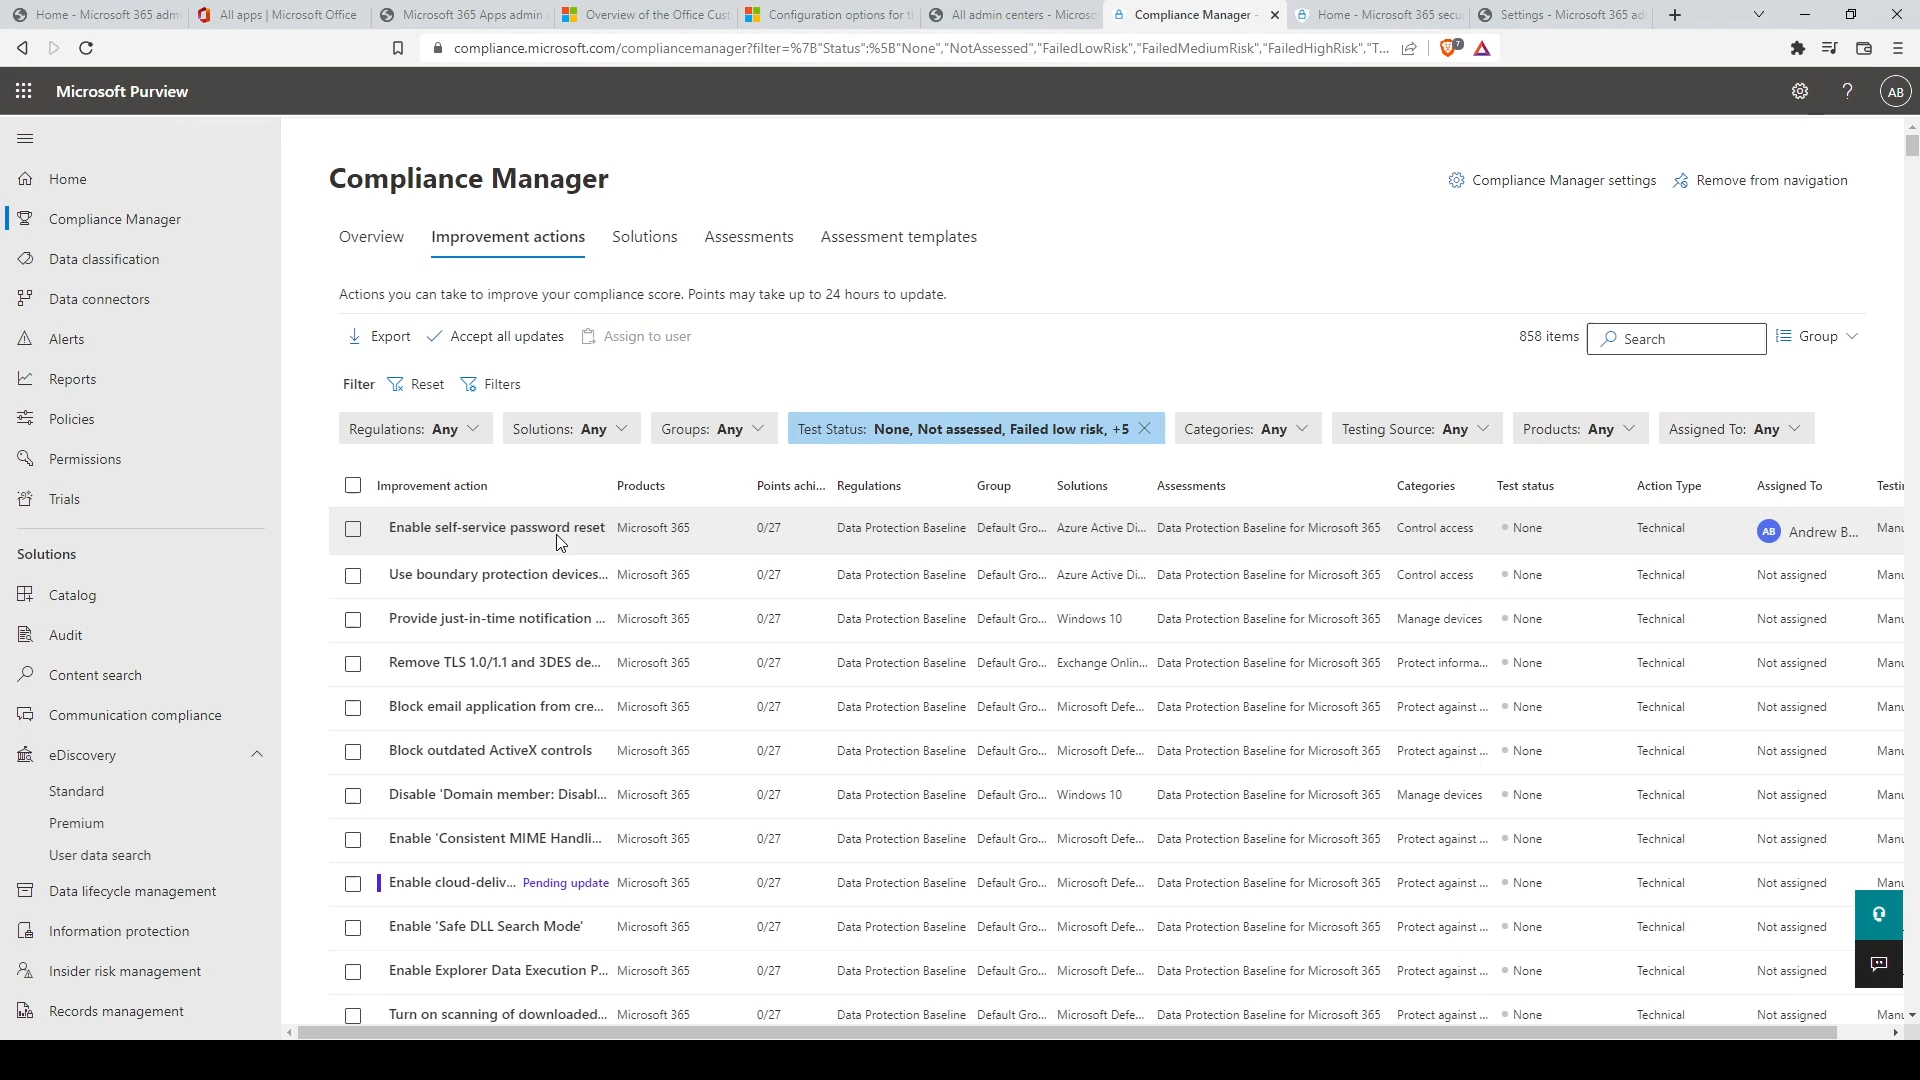 Home - Microsoft 365 admi
All apps | Microsoft Office
Microsoft 365 Apps admin
Overview of the Office Cust
Configuration options for t
All admin centers - Microso
Compliance Manager -
Home - Microsoft 365 secu
Settings - Microsoft 365 ad
compliance.microsoft.com/compliancemanager?filter=%7B"Status":%5B"None","NotAssessed","FailedLowRisk","FailedMediumRisk","FailedHighRisk","T...
7
Microsoft Purview
AB
Home
Compliance Manager
Data classification
Data connectors
Alerts
Reports
Policies
Permissions
Trials
Solutions
Catalog
Audit
Content search
Communication compliance
eDiscovery
Standard
Premium
User data search
Data lifecycle management
Information protection
Insider risk management
Records management
Compliance Manager
Compliance Manager settings
Remove from navigation
Overview Improvement actions Solutions Assessments Assessment templates
Actions you can take to improve your compliance score. Points may take up to 24 hours to update.
Export Accept all updates Assign to user 858 items Search Group
Filter Reset Filters
Regulations: Any Solutions: Any Groups: Any Test Status: None, Not assessed, Failed low risk, +5 Categories: Any Testing Source: Any Products: Any Assigned To: Any
Improvement action Products Points achi... Regulations Group Solutions Assessments Categories Test status Action Type Assigned To Testin
Enable self-service password reset Microsoft 365 0/27 Data Protection Baseline Default Gro... Azure Active Di... Data Protection Baseline for Microsoft 365 Control access None Technical AB Andrew B... Manu
Use boundary protection devices... Microsoft 365 0/27 Data Protection Baseline Default Gro... Azure Active Di... Data Protection Baseline for Microsoft 365 Control access None Technical Not assigned Manu
Provide just-in-time notification ... Microsoft 365 0/27 Data Protection Baseline Default Gro... Windows 10 Data Protection Baseline for Microsoft 365 Manage devices None Technical Not assigned Manu
Remove TLS 1.0/1.1 and 3DES de... Microsoft 365 0/27 Data Protection Baseline Default Gro... Exchange Onlin... Data Protection Baseline for Microsoft 365 Protect informa... None Technical Not assigned Manu
Block email application from cre... Microsoft 365 0/27 Data Protection Baseline Default Gro... Microsoft Defe... Data Protection Baseline for Microsoft 365 Protect against ... None Technical Not assigned Manu
Block outdated ActiveX controls Microsoft 365 0/27 Data Protection Baseline Default Gro... Microsoft Defe... Data Protection Baseline for Microsoft 365 Protect against ... None Technical Not assigned Manu
Disable 'Domain member: Disabl... Microsoft 365 0/27 Data Protection Baseline Default Gro... Windows 10 Data Protection Baseline for Microsoft 365 Manage devices None Technical Not assigned Manu
Enable 'Consistent MIME Handli... Microsoft 365 0/27 Data Protection Baseline Default Gro... Microsoft Defe... Data Protection Baseline for Microsoft 365 Protect against ... None Technical Not assigned Manu
Enable cloud-deliv... Pending update Microsoft 365 0/27 Data Protection Baseline Default Gro... Microsoft Defe... Data Protection Baseline for Microsoft 365 Protect against ... None Technical Not assigned Manu
Enable 'Safe DLL Search Mode' Microsoft 365 0/27 Data Protection Baseline Default Gro... Microsoft Defe... Data Protection Baseline for Microsoft 365 Protect against ... None Technical Not assigned
Enable Explorer Data Execution P... Microsoft 365 0/27 Data Protection Baseline Default Gro... Microsoft Defe... Data Protection Baseline for Microsoft 365 Protect against ... None Technical Not assigned
Turn on scanning of downloaded... Microsoft 365 0/27 Data Protection Baseline Default Gro... Microsoft Defe... Data Protection Baseline for Microsoft 365 Protect against ... None Technical Not assigned Manu